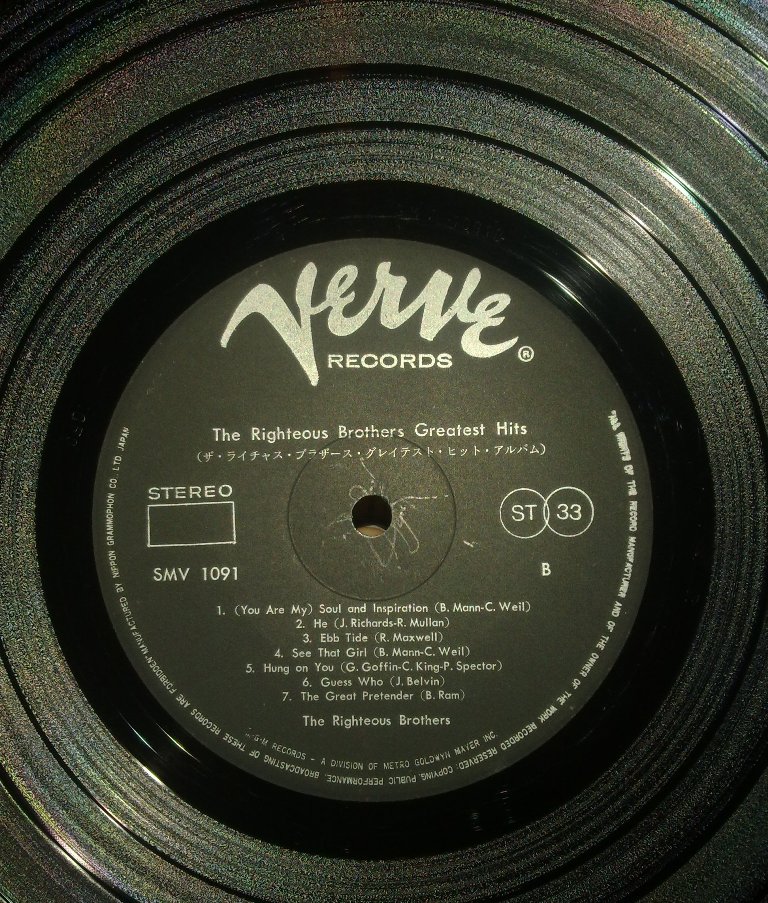 Verve
RECORDS ®
The Righteous Brothers Greatest Hits
(ザ・ライチャス・ブラザース・グレイテスト・ヒット・アルバム)
STEREO
ST 33
SMV 1091
B
1. (You Are My) Soul and Inspiration (B. Mann-C. Weil)
2. He (J. Richards-R. Mullan)
3. Ebb Tide (R. Maxwell)
4. See That Girl (B. Mann-C. Weil)
5. Hung on You (G. Goffin-C. King-P. Spector)
6. Guess Who (J. Belvin)
7. The Great Pretender (B. Ram)
The Righteous Brothers
RECORDS - A DIVISION OF METRO GOLDWYN MAYER INC.
ALL RIGHTS OF THE RECORD MANUFACTURER AND OF THE OWNER OF THE WORK RECORDED RESERVED. COPYING, PUBLIC PERFORMANCE, BROADCASTING OF THESE RECORDS ARE FORBIDDEN MANUFACTURED BY NIPPON GRAMMOPHON CO., LTD JAPAN